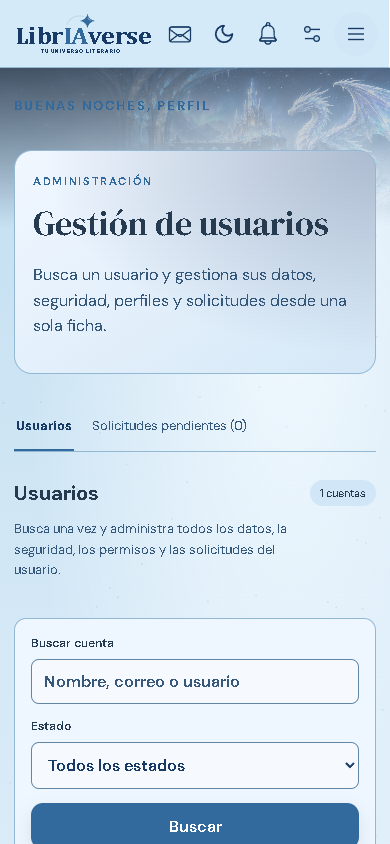 LibrIAverse
TU UNIVERSO LITERARIO
BUENAS NOCHES, PERFIL
ADMINISTRACIÓN
Gestión de usuarios
Busca un usuario y gestiona sus datos,
seguridad, perfiles y solicitudes desde una
sola ficha.
Usuarios
Solicitudes pendientes (0)
Usuarios
1 cuentas
Busca una vez y administra todos los datos, la
seguridad, los permisos y las solicitudes del
usuario.
Buscar cuenta
Nombre, correo o usuario
Estado
Todos los estados
Buscar